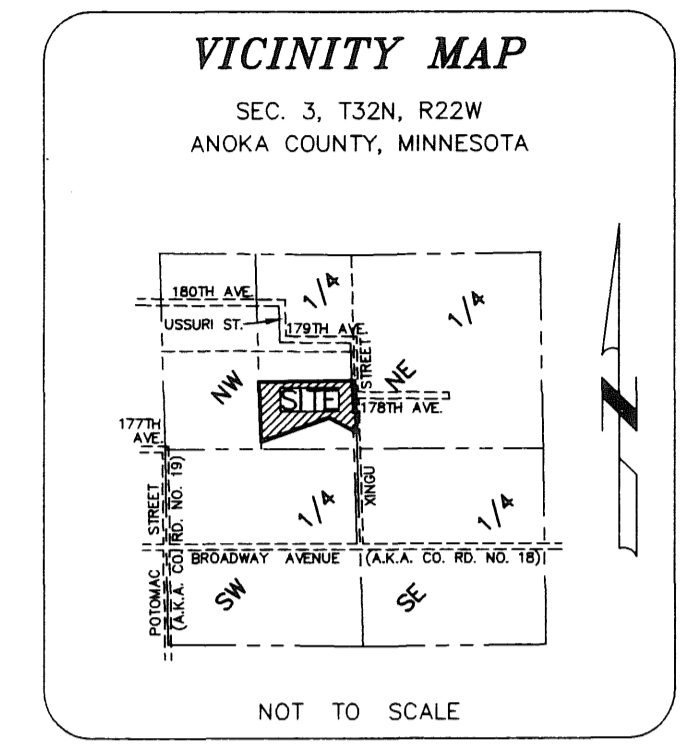 VICINITY MAP
SEC. 3, T32N, R22W
ANOKA COUNTY, MINNESOTA
1/4
180TH AVE.
1/4
USSURI ST.
179TH AVE.
STREET
NE
NW
SITE
178TH AVE.
177TH
AVE.
XINGU
1/4
1/4
POTOMAC STREET
(A.K.A. CO. RD. NO. 19)
BROADWAY AVENUE (A.K.A. CO. RD. NO. 18)
SW
SE
N
NOT TO SCALE